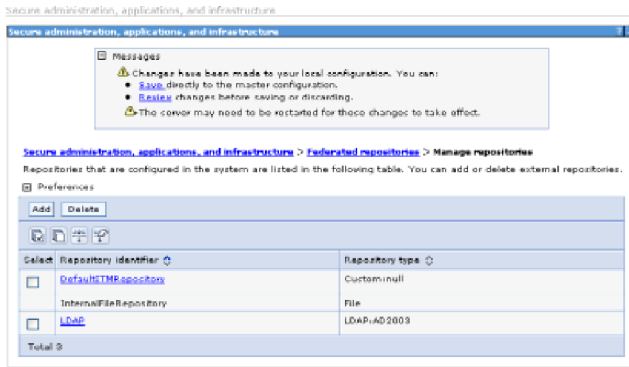 Secure administration, applications, and infrastructure
Secure administration, applications, and infrastructure ?
Messages
Changes have been made to your local configuration. You can:
Save directly to the master configuration.
Review changes before saving or discarding.
The server may need to be restarted for these changes to take effect.
Secure administration, applications, and infrastructure > Federated repositories > Manage repositories
Repositories that are configured in the system are listed in the following table. You can add or delete external repositories.
Preferences
Add Delete
Select Repository identifier Repository type
DefaultITMRepository Custom:null
InternalFileRepository File
LDAP LDAP:AD2003
Total 3